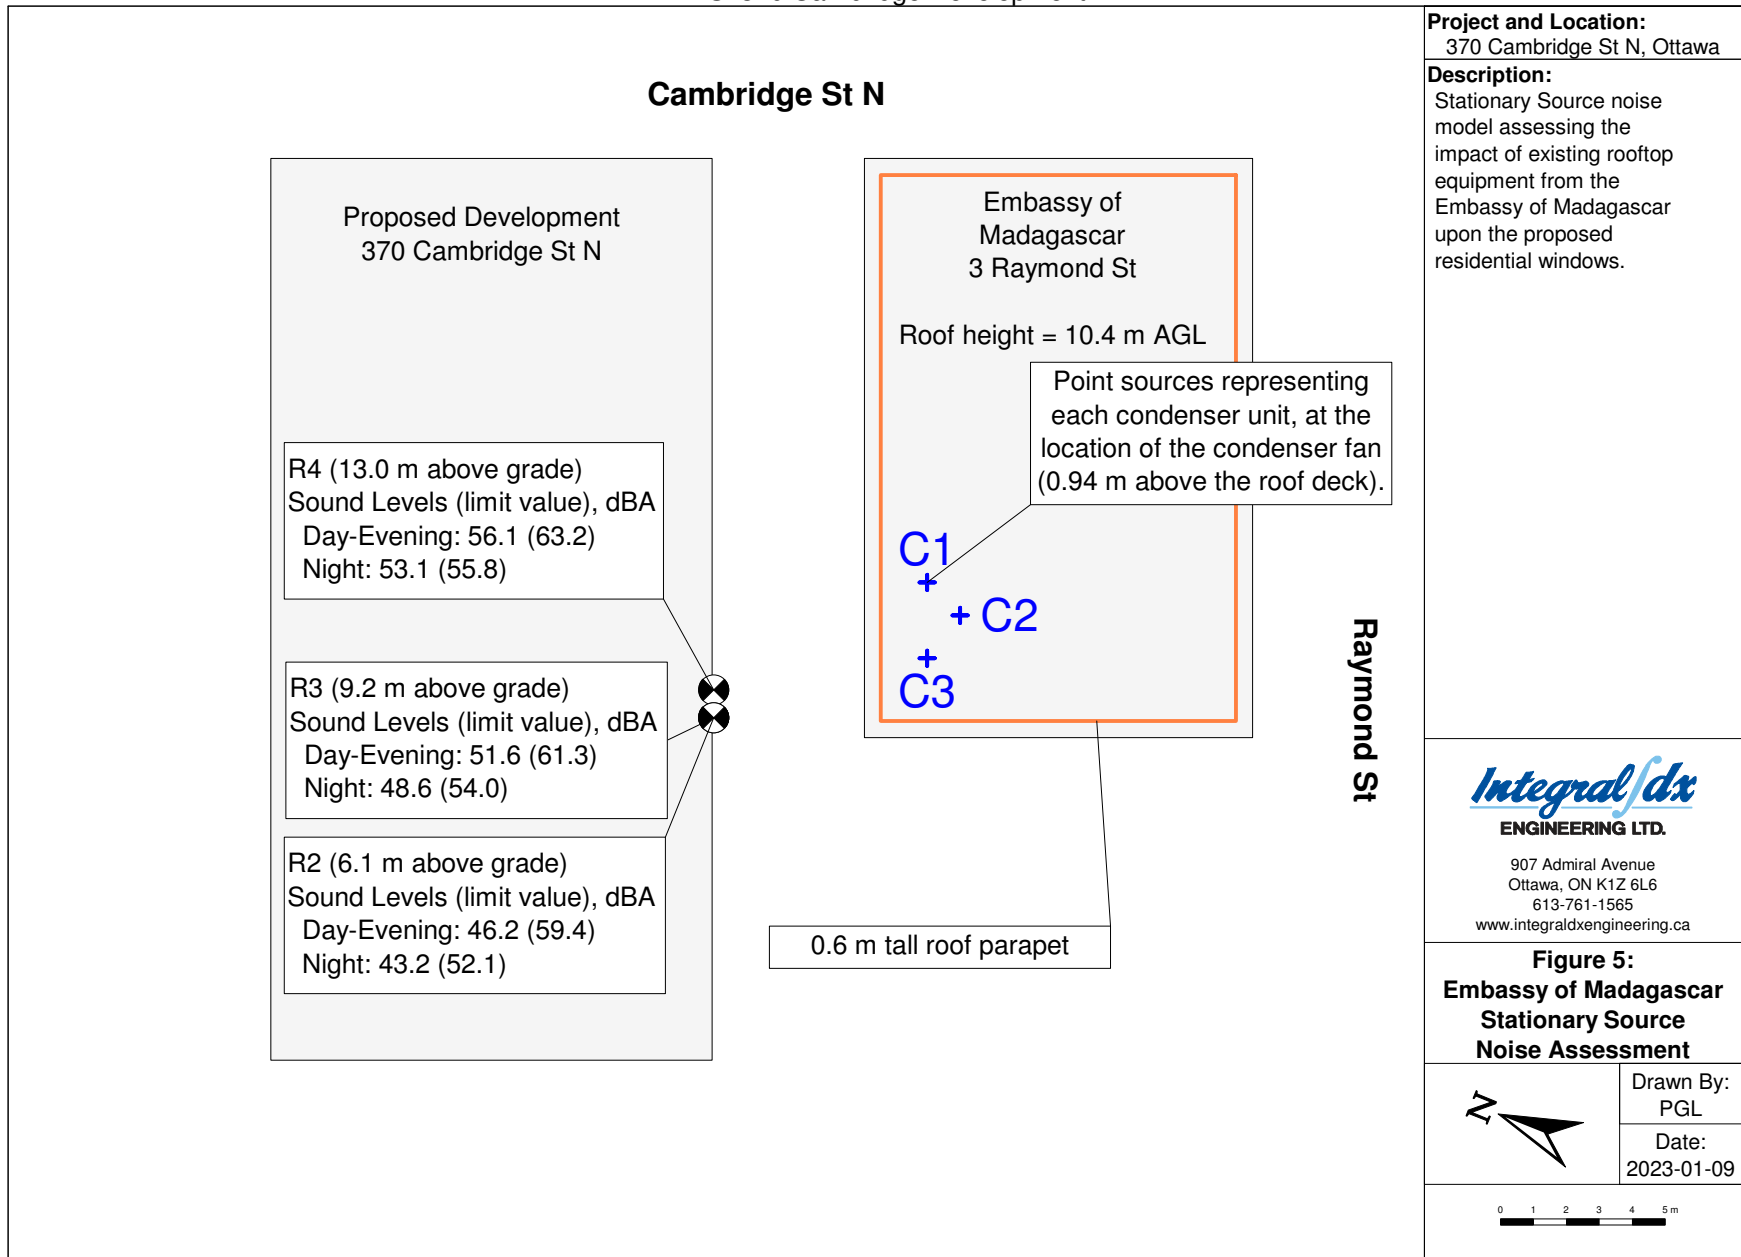 Cambridge St N
Proposed Development
370 Cambridge St N
Embassy of
Madagascar
3 Raymond St
Roof height = 10.4 m AGL
Point sources representing
each condenser unit, at the
location of the condenser fan
(0.94 m above the roof deck).
R4 (13.0 m above grade)
Sound Levels (limit value), dBA
Day-Evening: 56.1 (63.2)
Night: 53.1 (55.8)
C1
C2
C3
R3 (9.2 m above grade)
Sound Levels (limit value), dBA
Day-Evening: 51.6 (61.3)
Night: 48.6 (54.0)
R2 (6.1 m above grade)
Sound Levels (limit value), dBA
Day-Evening: 46.2 (59.4)
Night: 43.2 (52.1)
0.6 m tall roof parapet
Raymond St
Project and Location:
370 Cambridge St N, Ottawa
Description:
Stationary Source noise
model assessing the
impact of existing rooftop
equipment from the
Embassy of Madagascar
upon the proposed
residential windows.
Integral dx
ENGINEERING LTD.
907 Admiral Avenue
Ottawa, ON K1Z 6L6
613-761-1565
www.integraldxengineering.ca
Figure 5:
Embassy of Madagascar
Stationary Source
Noise Assessment
N
Drawn By:
PGL
Date:
2023-01-09
0 1 2 3 4 5 m